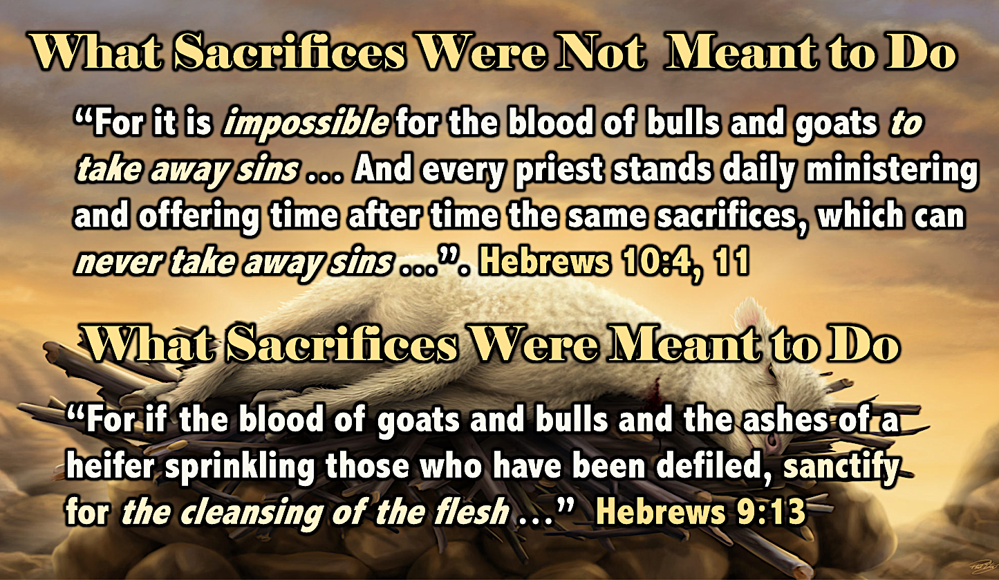 What Sacrifices Were Not Meant to Do
“For it is impossible for the blood of bulls and goats to
take away sins … And every priest stands daily ministering
and offering time after time the same sacrifices, which can
never take away sins …”. Hebrews 10:4, 11
What Sacrifices Were Meant to Do
“For if the blood of goats and bulls and the ashes of a
heifer sprinkling those who have been defiled, sanctify
for the cleansing of the flesh …” Hebrews 9:13